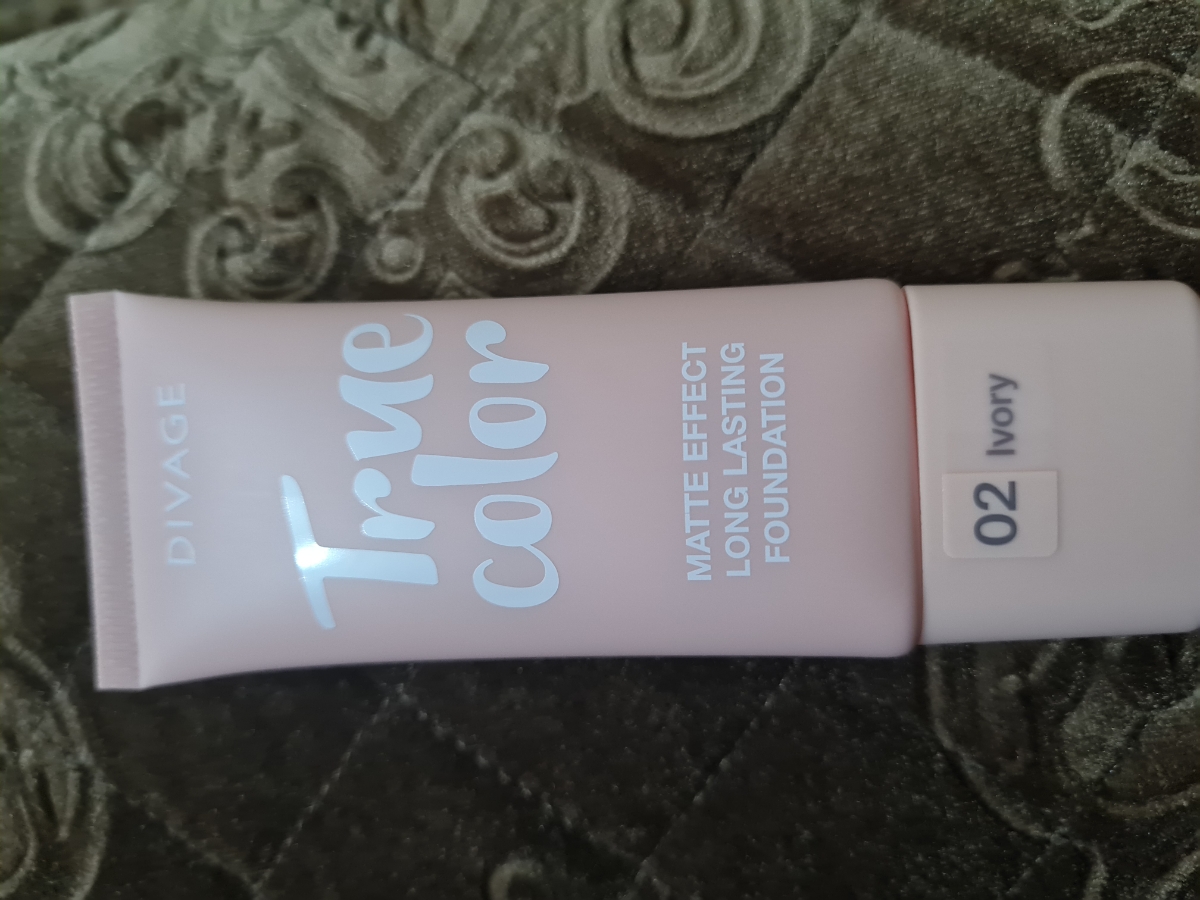 DIVAGE
True
color
MATTE EFFECT
LONG LASTING
FOUNDATION
02 Ivory